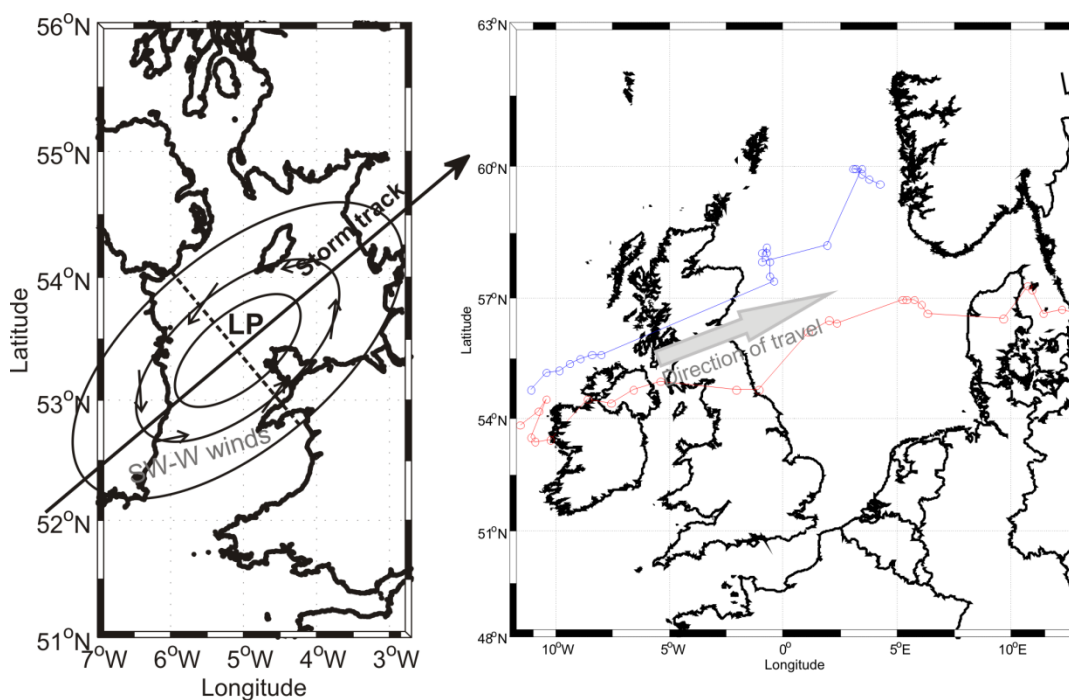 56°N
55°N
54°N
53°N
52°N
51°N
7°W
6°W
5°W
4°W
3°W
Latitude
Longitude
Storm track
LP
SW-W winds
63°N
60°N
57°N
54°N
51°N
48°N
10°W
5°W
0°
5°E
10°E
Latitude
Longitude
Direction of travel